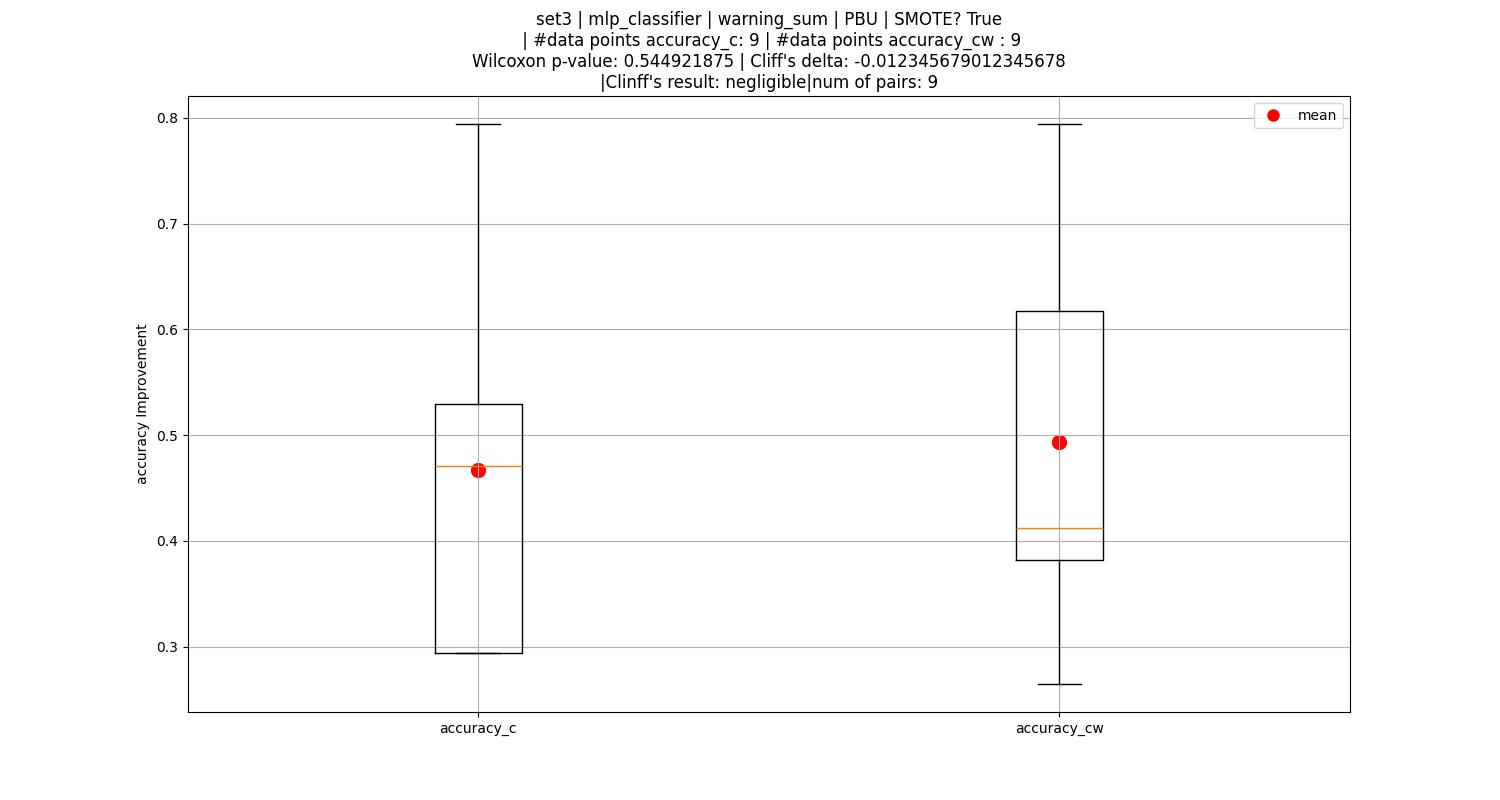 set3 | mlp_classifier | warning_sum | PBU | SMOTE? True
| #data points accuracy_c: 9 | #data points accuracy_cw : 9
Wilcoxon p-value: 0.544921875 | Cliff's delta: -0.012345679012345678
|Clinff's result: negligible|num of pairs: 9
mean
0.8
0.7
0.6
0.5
0.4
0.3
accuracy Improvement
accuracy_c
accuracy_cw